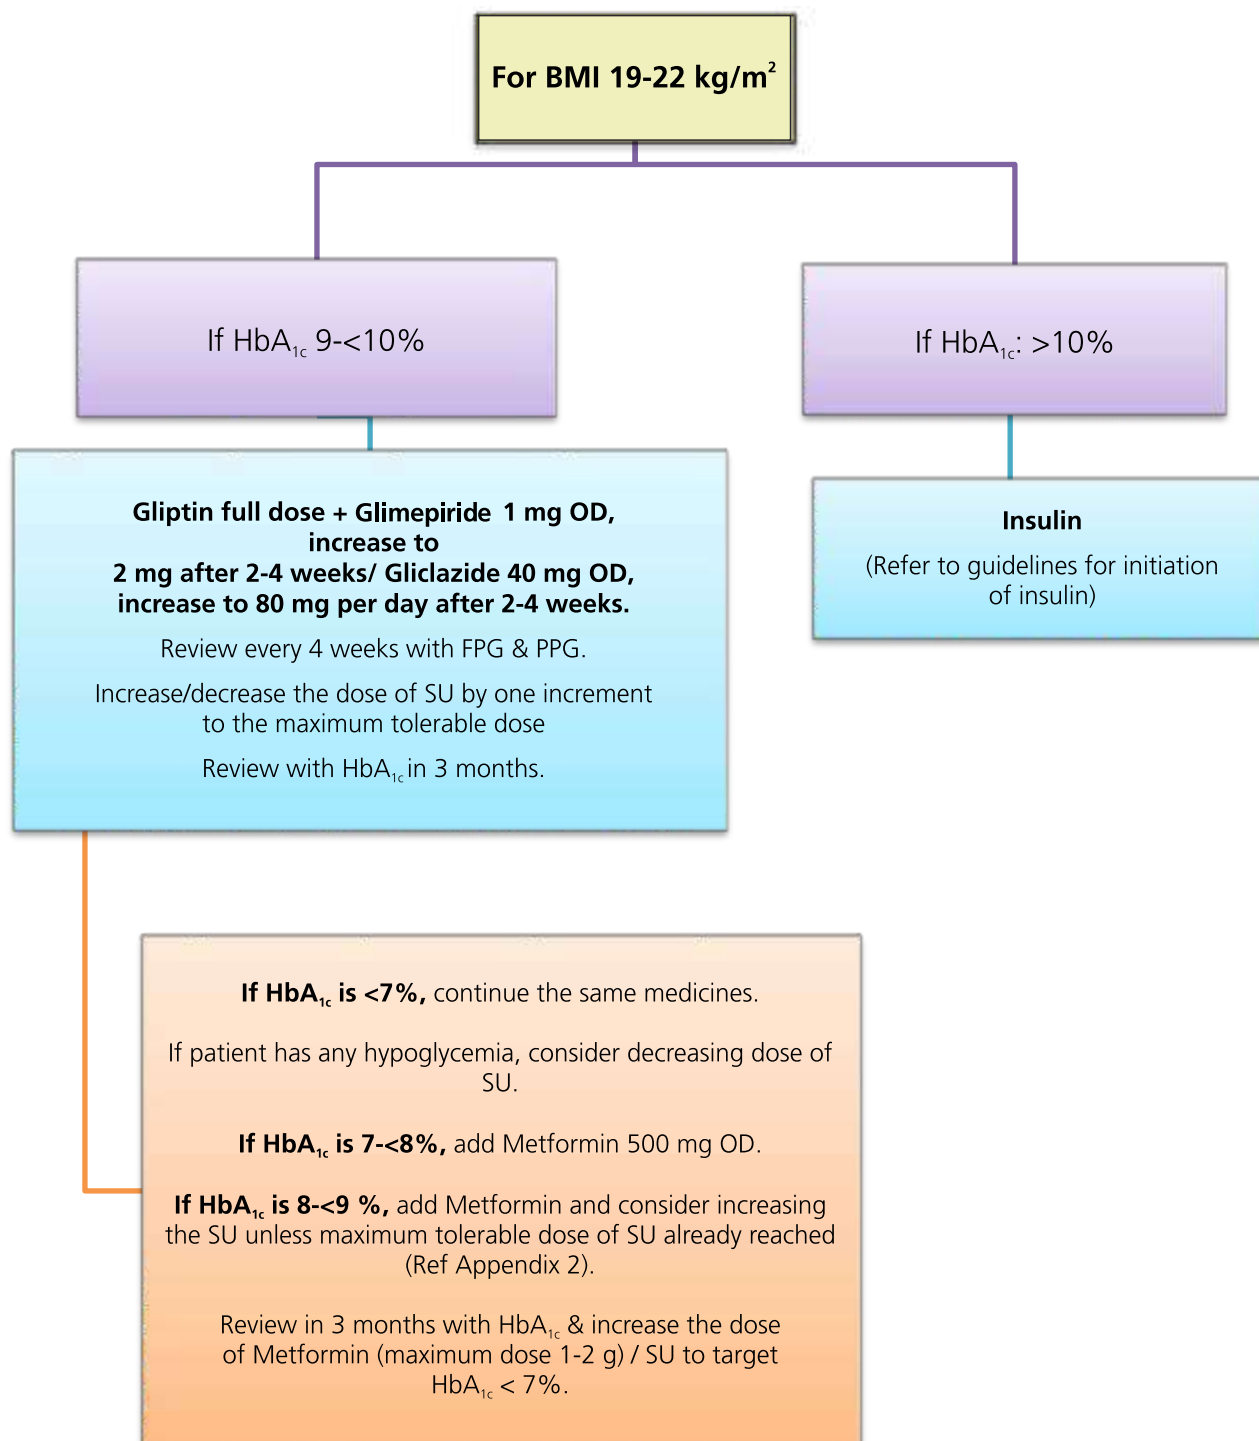 For BMI 19-22 kg/m²
If HbA1c 9-<10%
If HbA1c: >10%
Gliptin full dose + Glimepiride 1 mg OD,
increase to
2 mg after 2-4 weeks/ Gliclazide 40 mg OD,
increase to 80 mg per day after 2-4 weeks.
Review every 4 weeks with FPG & PPG.
Increase/decrease the dose of SU by one increment
to the maximum tolerable dose
Review with HbA1c in 3 months.
Insulin
(Refer to guidelines for initiation
of insulin)
If HbA1c is <7%, continue the same medicines.
If patient has any hypoglycemia, consider decreasing dose of
SU.
If HbA1c is 7-<8%, add Metformin 500 mg OD.
If HbA1c is 8-<9 %, add Metformin and consider increasing
the SU unless maximum tolerable dose of SU already reached
(Ref Appendix 2).
Review in 3 months with HbA1c & increase the dose
of Metformin (maximum dose 1-2 g) / SU to target
HbA1c < 7%.